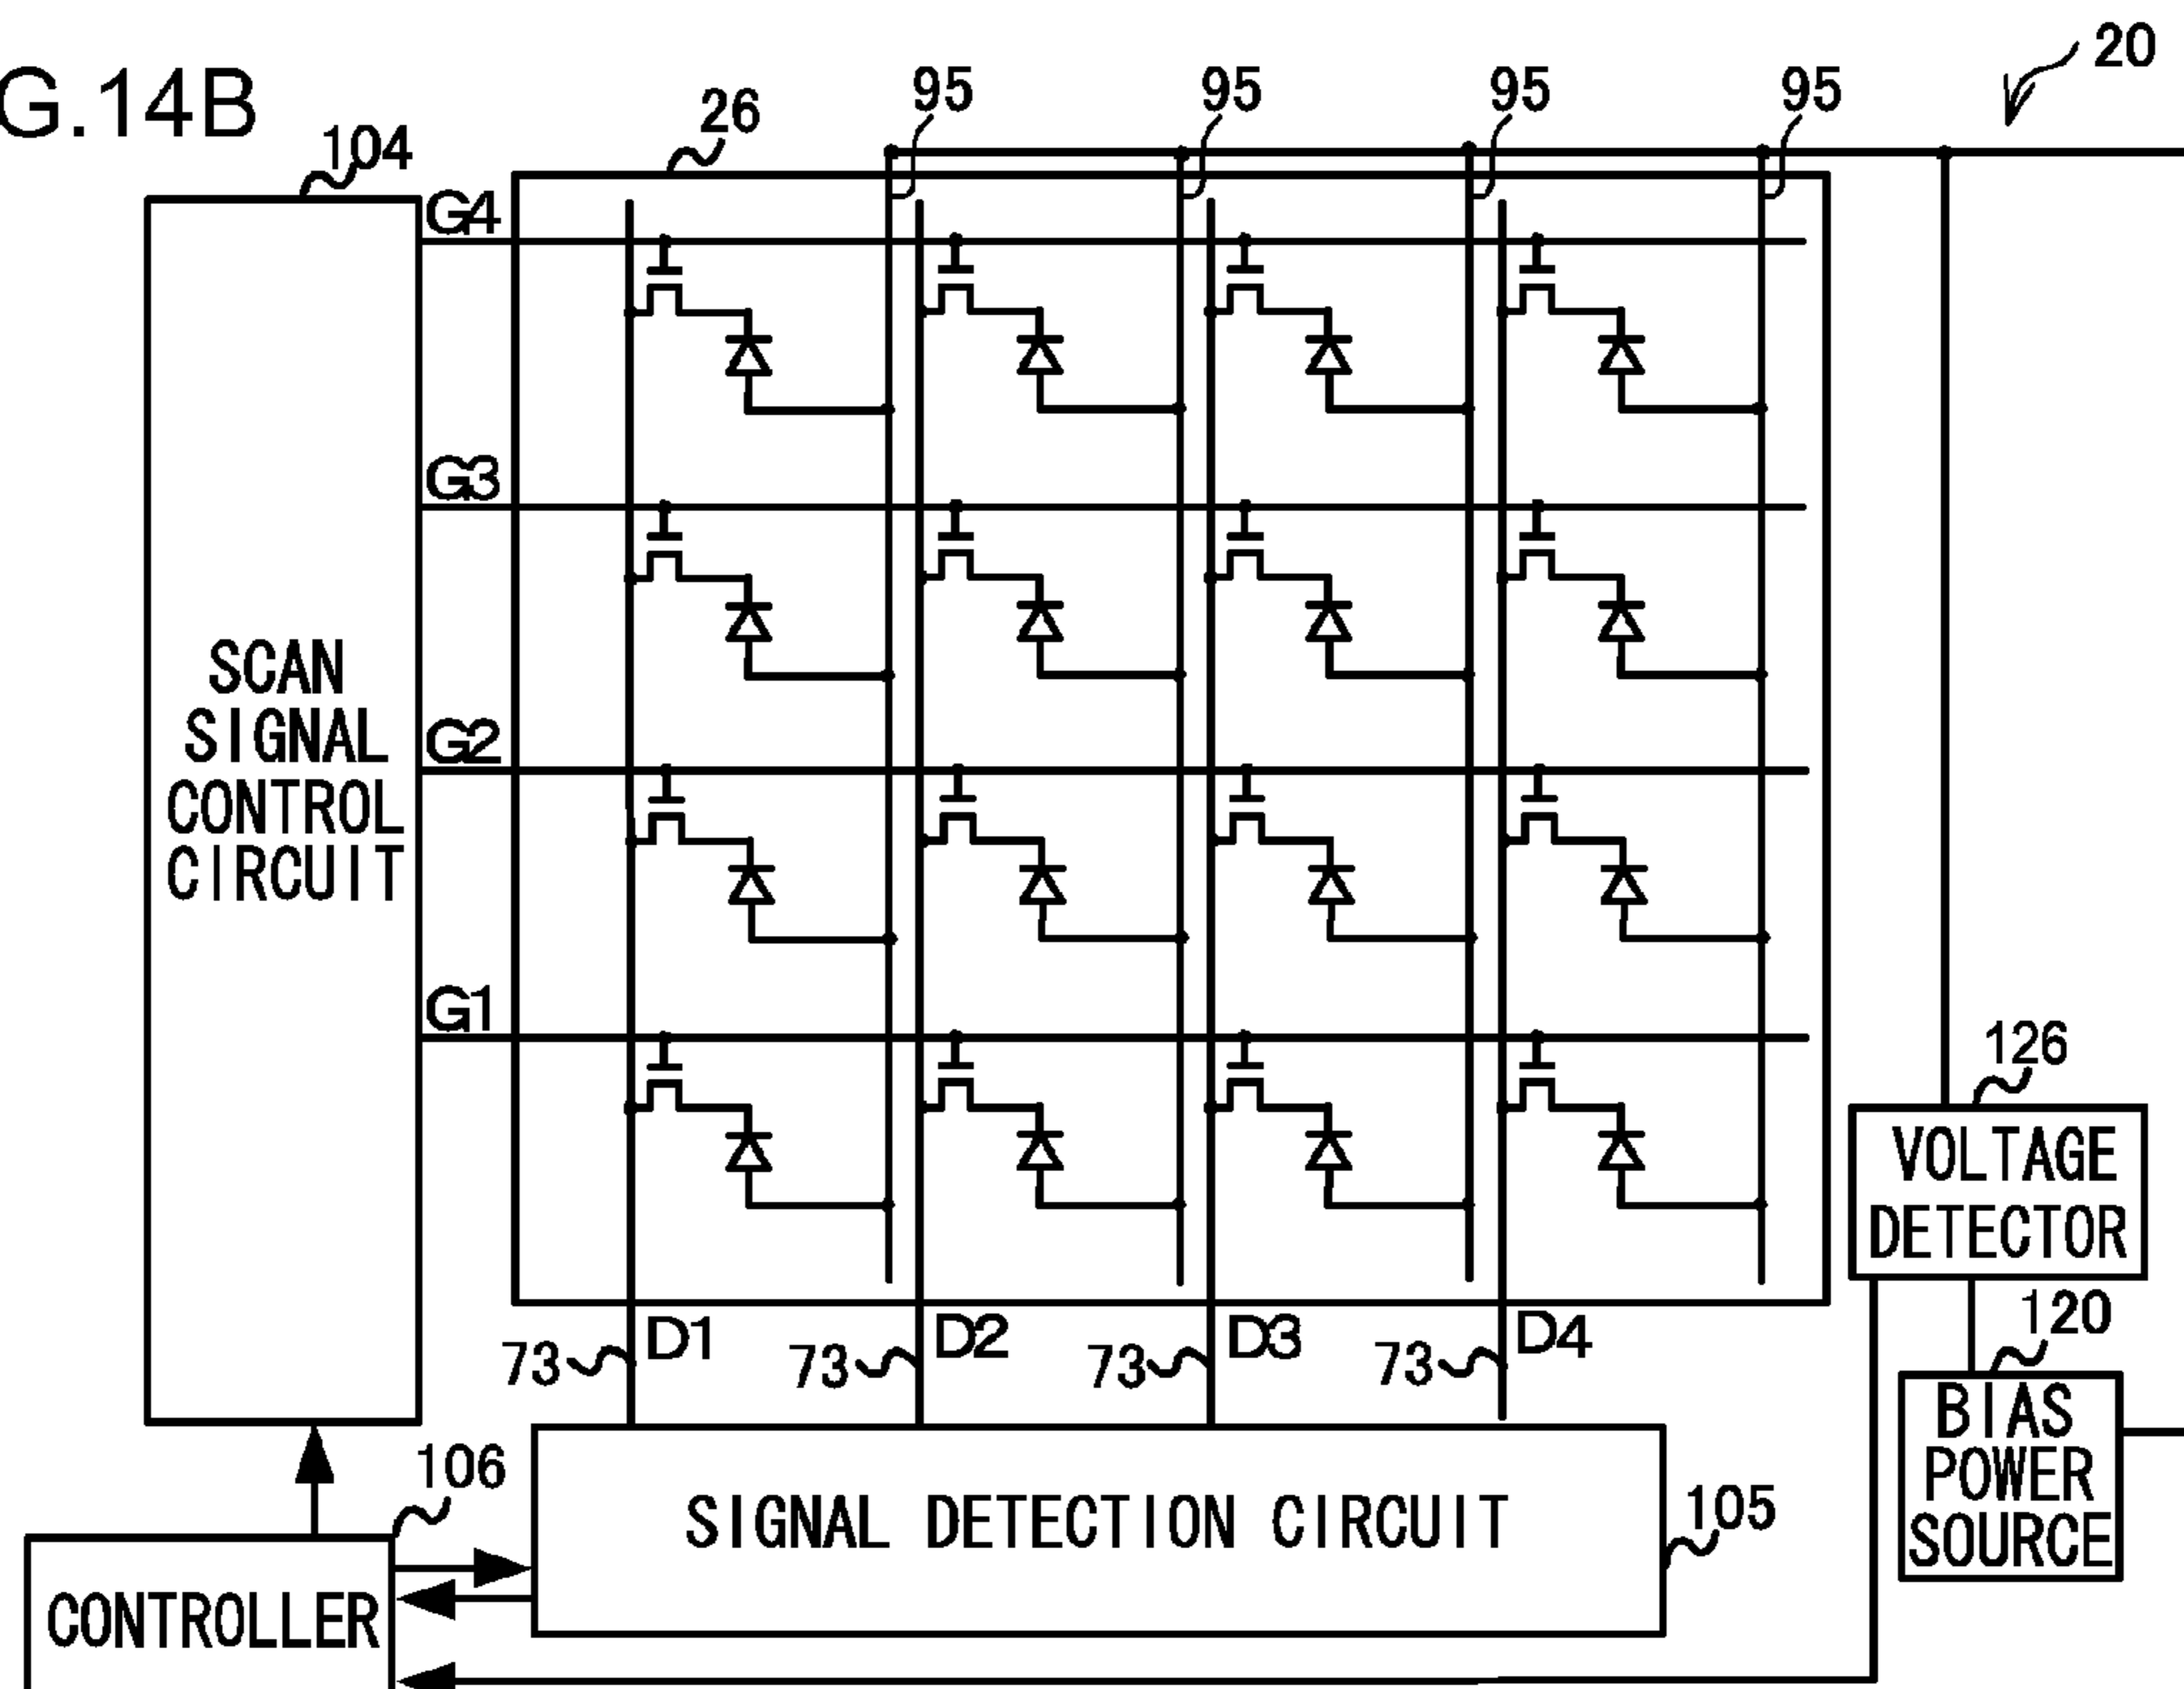 G.14B
20
95 95 95 95
26
104
G4
G3
SCAN
SIGNAL
CONTROL
CIRCUIT
G2
G1
126
VOLTAGE
DETECTOR
120
BIAS
POWER
SOURCE
73 D1 73 D2 73 D3 73 D4
106
SIGNAL DETECTION CIRCUIT
105
CONTROLLER